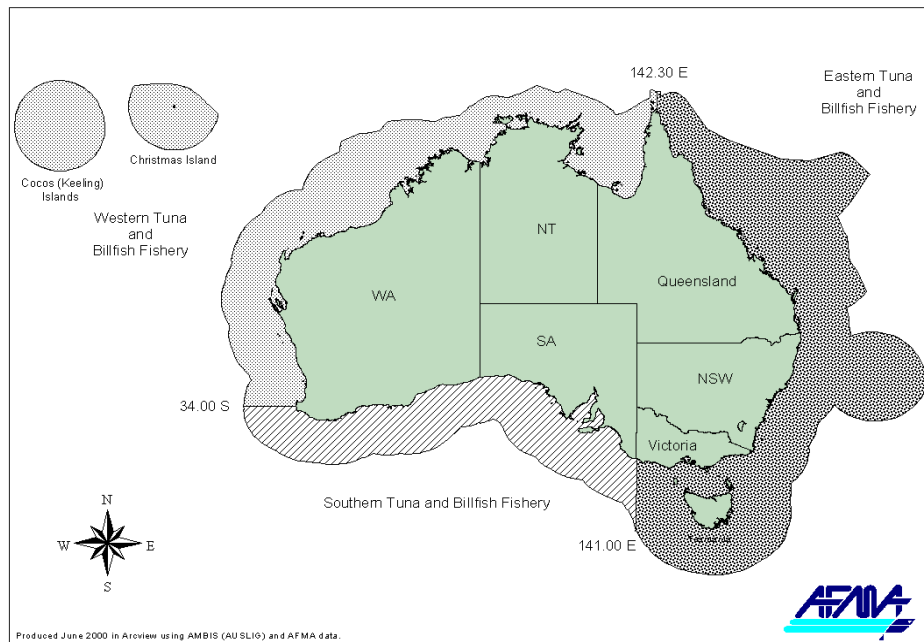 142.30 E
Eastern Tuna
and
Billfish Fishery
Christmas Island
Cocos (Keeling)
Islands
Western Tuna
and
Billfish Fishery
NT
Queensland
WA
SA
NSW
34.00 S
Victoria
Southern Tuna and Billfish Fishery
N
W
E
S
141.00 E
Tasmania
AFMA
Produced June 2000 in Arcview using AMBIS (AUSLIG) and AFMA data.